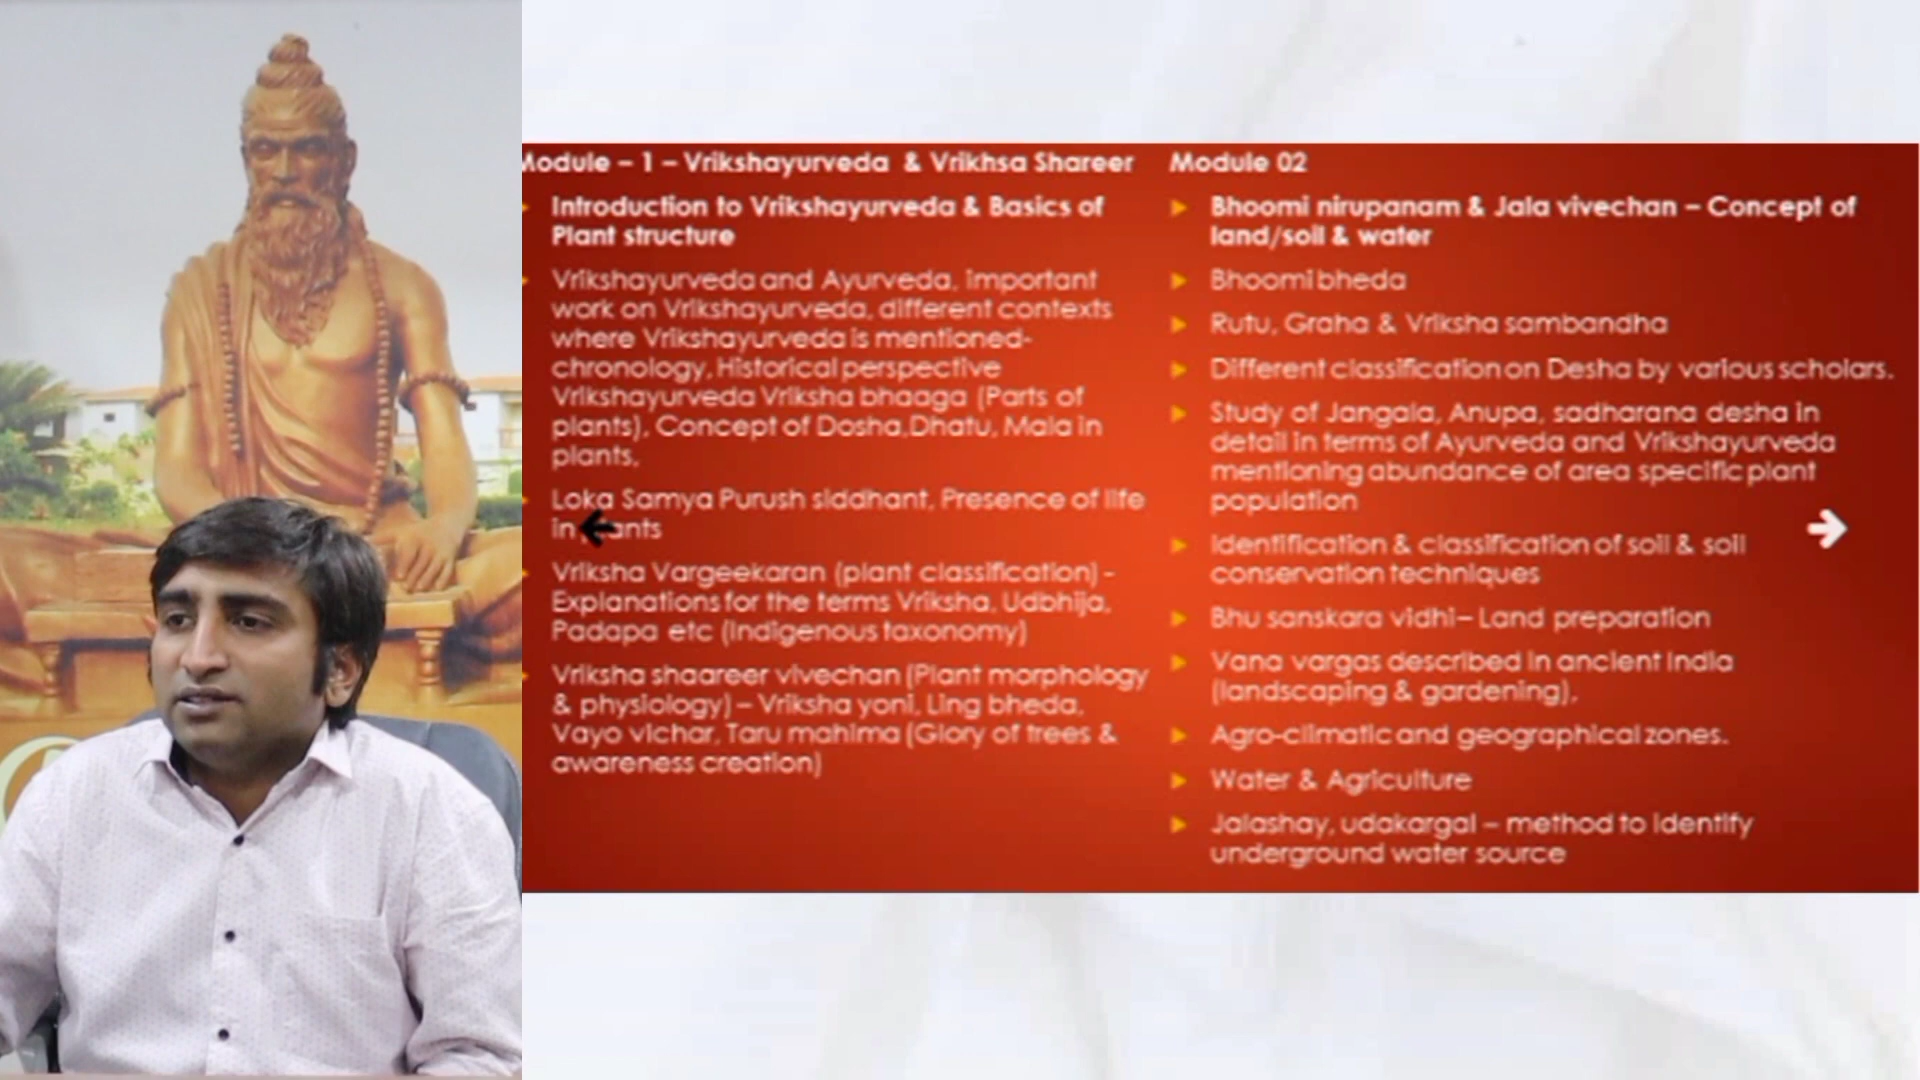 Module – 1 – Vrikshayurveda & Vrikhsa Shareer
Introduction to Vrikshayurveda & Basics of
Plant structure
Vrikshayurveda and Ayurveda, important
work on Vrikshayurveda, different contexts
where Vrikshayurveda is mentioned-
chronology, Historical perspective
Vrikshayurveda Vriksha bhaaga (Parts of
plants), Concept of Dosha,Dhatu, Mala in
plants,
Loka Samya Purush siddhant, Presence of life
in plants
Vriksha Vargeekaran (plant classification) -
Explanations for the terms Vriksha, Udbhija,
Padapa etc (Indigenous taxonomy)
Vriksha shaareer vivechan (Plant morphology
& physiology) – Vriksha yoni, Ling bheda,
Vayo vichar, Taru mahima (Glory of trees &
awareness creation)
Module 02
Bhoomi nirupanam & Jala vivechan – Concept of
land/soil & water
Bhoomi bheda
Rutu, Graha & Vriksha sambandha
Different classification on Desha by various scholars.
Study of Jangala, Anupa, sadharana desha in
detail in terms of Ayurveda and Vrikshayurveda
mentioning abundance of area specific plant
population
Identification & classification of soil & soil
conservation techniques
Bhu sanskara vidhi– Land preparation
Vana vargas described in ancient India
(landscaping & gardening).
Agro-climatic and geographical zones.
Water & Agriculture
Jalashay, udakargal – method to identify
underground water source